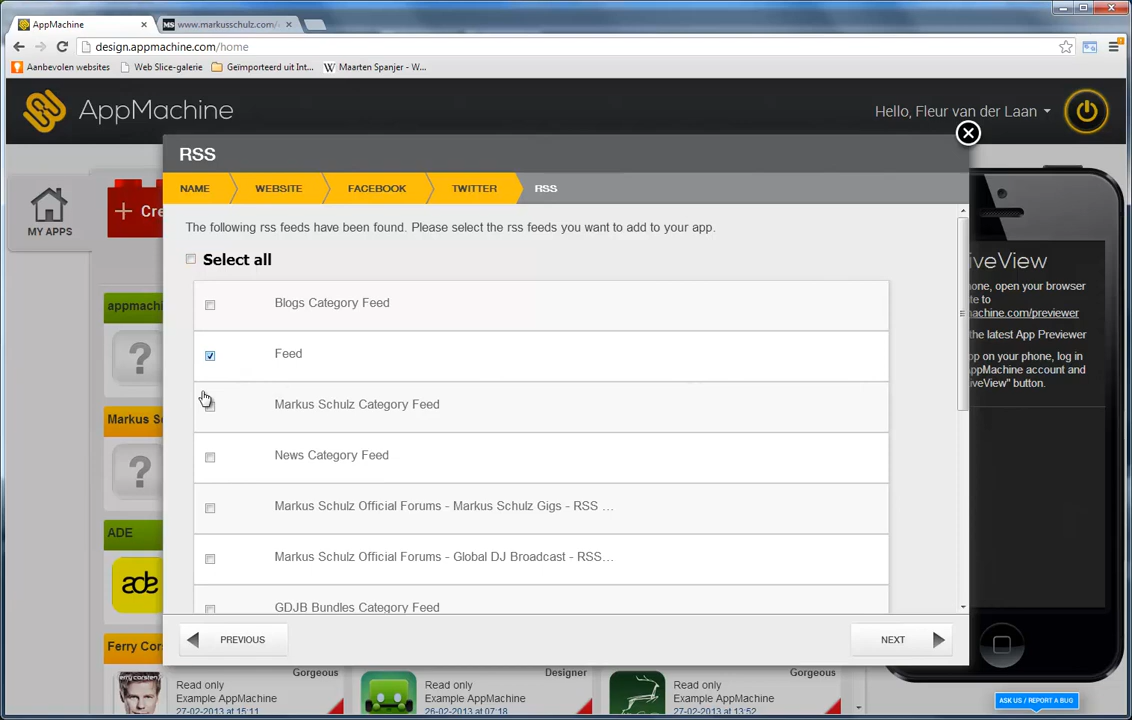 AppMachine
MS www.markusschulz.com/
design.appmachine.com/home
Aanbevolen websites
Web Slice-galerie
Geïmporteerd uit Int...
W Maarten Spanjer - W...
AppMachine
Hello, Fleur van der Laan
RSS
NAME
WEBSITE
FACEBOOK
TWITTER
RSS
MY APPS
+ Cre
The following rss feeds have been found. Please select the rss feeds you want to add to your app.
Select all
Blogs Category Feed
Feed
Markus Schulz Category Feed
News Category Feed
Markus Schulz Official Forums - Markus Schulz Gigs - RSS ...
Markus Schulz Official Forums - Global DJ Broadcast - RSS...
GDJB Bundles Category Feed
PREVIOUS
NEXT
appmachi
?
Markus S
?
ADE
ade
Ferry Cors
iveView
hone, open your browser
te to
machine.com/previewer
the latest App Previewer
pp on your phone, log in
AppMachine account and
iveView" button.
Gorgeous
Read only
Example AppMachine
27-02-2013 at 15:11
Designer
Read only
Example AppMachine
26-02-2013 at 07:18
Gorgeous
Read only
Example AppMachine
27-02-2013 at 13:52
ASK US / REPORT A BUG